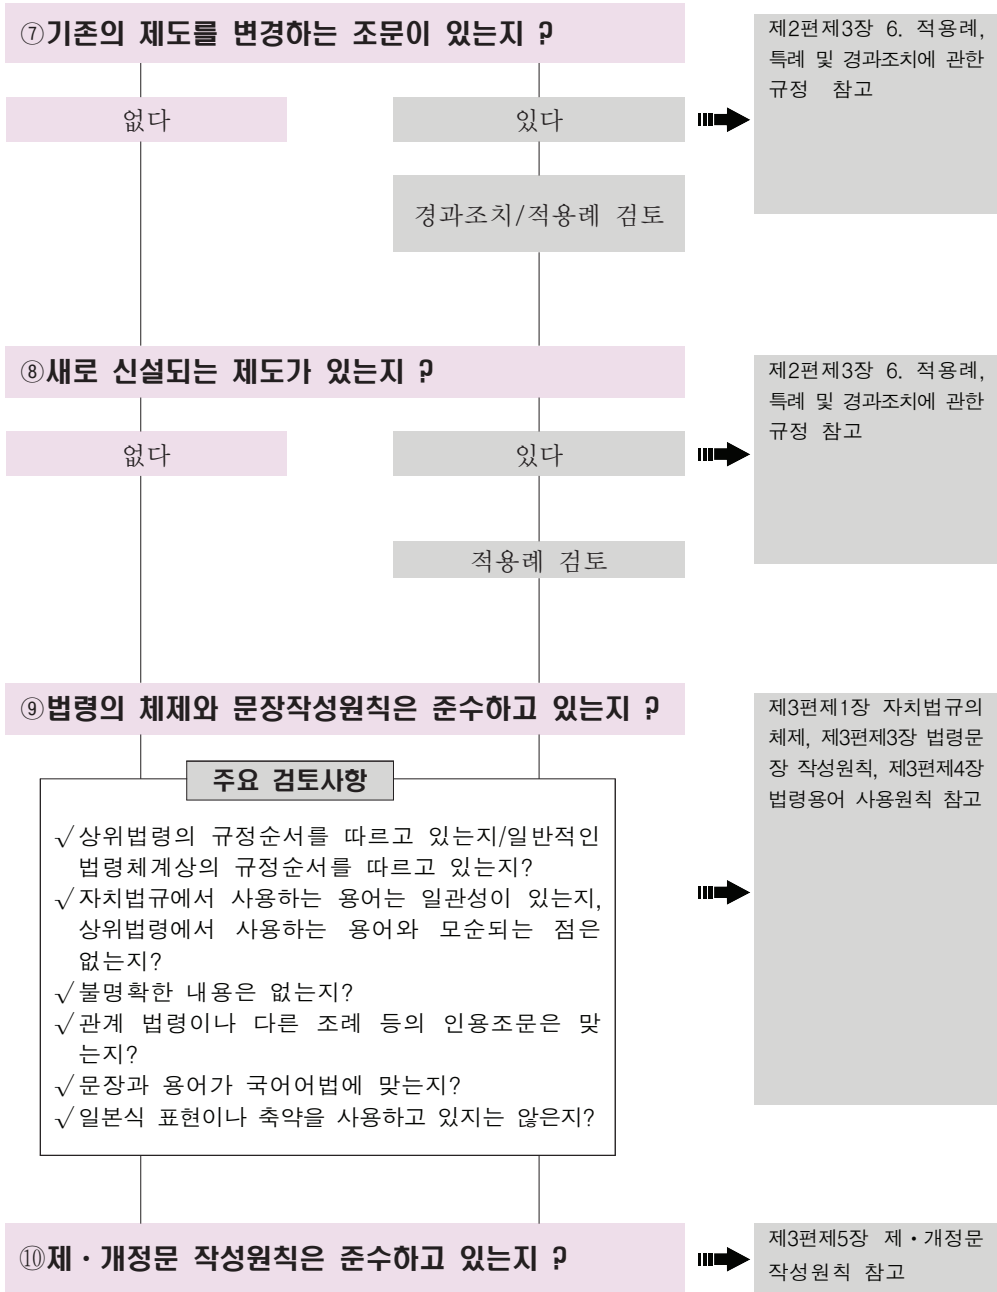 ⑦기존의 제도를 변경하는 조문이 있는지 ?
제2편제3장 6. 적용례,
특례 및 경과조치에 관한
규정 참고
없다
있다
경과조치/적용례 검토
⑧새로 신설되는 제도가 있는지 ?
제2편제3장 6. 적용례,
특례 및 경과조치에 관한
규정 참고
없다
있다
적용례 검토
⑨법령의 체제와 문장작성원칙은 준수하고 있는지 ?
제3편제1장 자치법규의
체제, 제3편제3장 법령문
장 작성원칙, 제3편제4장
법령용어 사용원칙 참고
주요 검토사항
√상위법령의 규정순서를 따르고 있는지/일반적인
법령체계상의 규정순서를 따르고 있는지?
√자치법규에서 사용하는 용어는 일관성이 있는지,
상위법령에서 사용하는 용어와 모순되는 점은
없는지?
√불명확한 내용은 없는지?
√관계 법령이나 다른 조례 등의 인용조문은 맞
는지?
√문장과 용어가 국어어법에 맞는지?
√일본식 표현이나 축약을 사용하고 있지는 않은지?
⑩제・개정문 작성원칙은 준수하고 있는지 ?
제3편제5장 제・개정문
작성원칙 참고